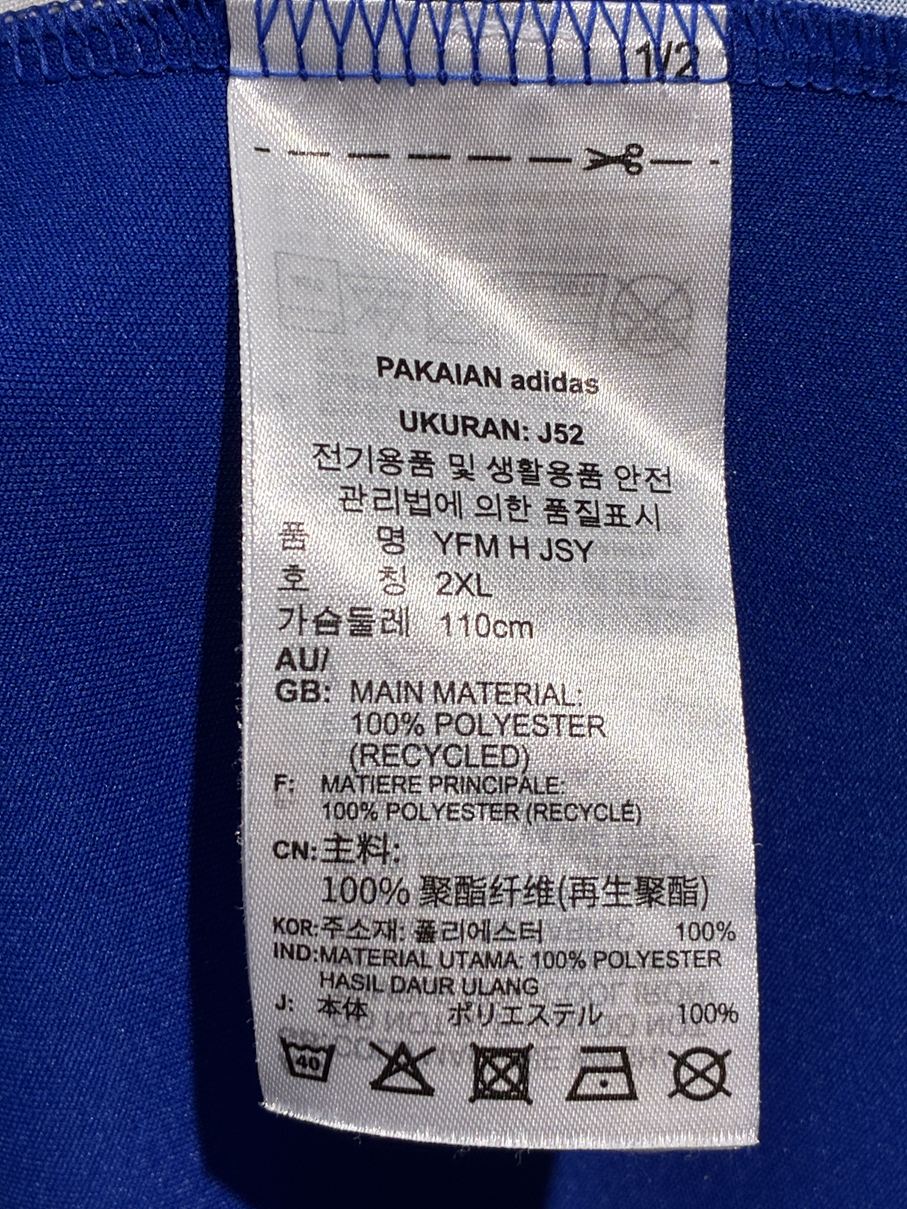 1/2
PAKAIAN adidas
UKURAN: J52
전기용품 및 생활용품 안전
관리법에 의한 품질표시
품 명 YFM H JSY
호 칭 2XL
가슴둘레 110cm
AU/
GB: MAIN MATERIAL:
100% POLYESTER
(RECYCLED)
F: MATIERE PRINCIPALE:
100% POLYESTER (RECYCLÉ)
CN: 主料:
100% 聚酯纤维(再生聚酯)
KOR: 주소재: 폴리에스터 100%
IND: MATERIAL UTAMA: 100% POLYESTER
HASIL DAUR ULANG
J: 本体 ポリエステル 100%
40